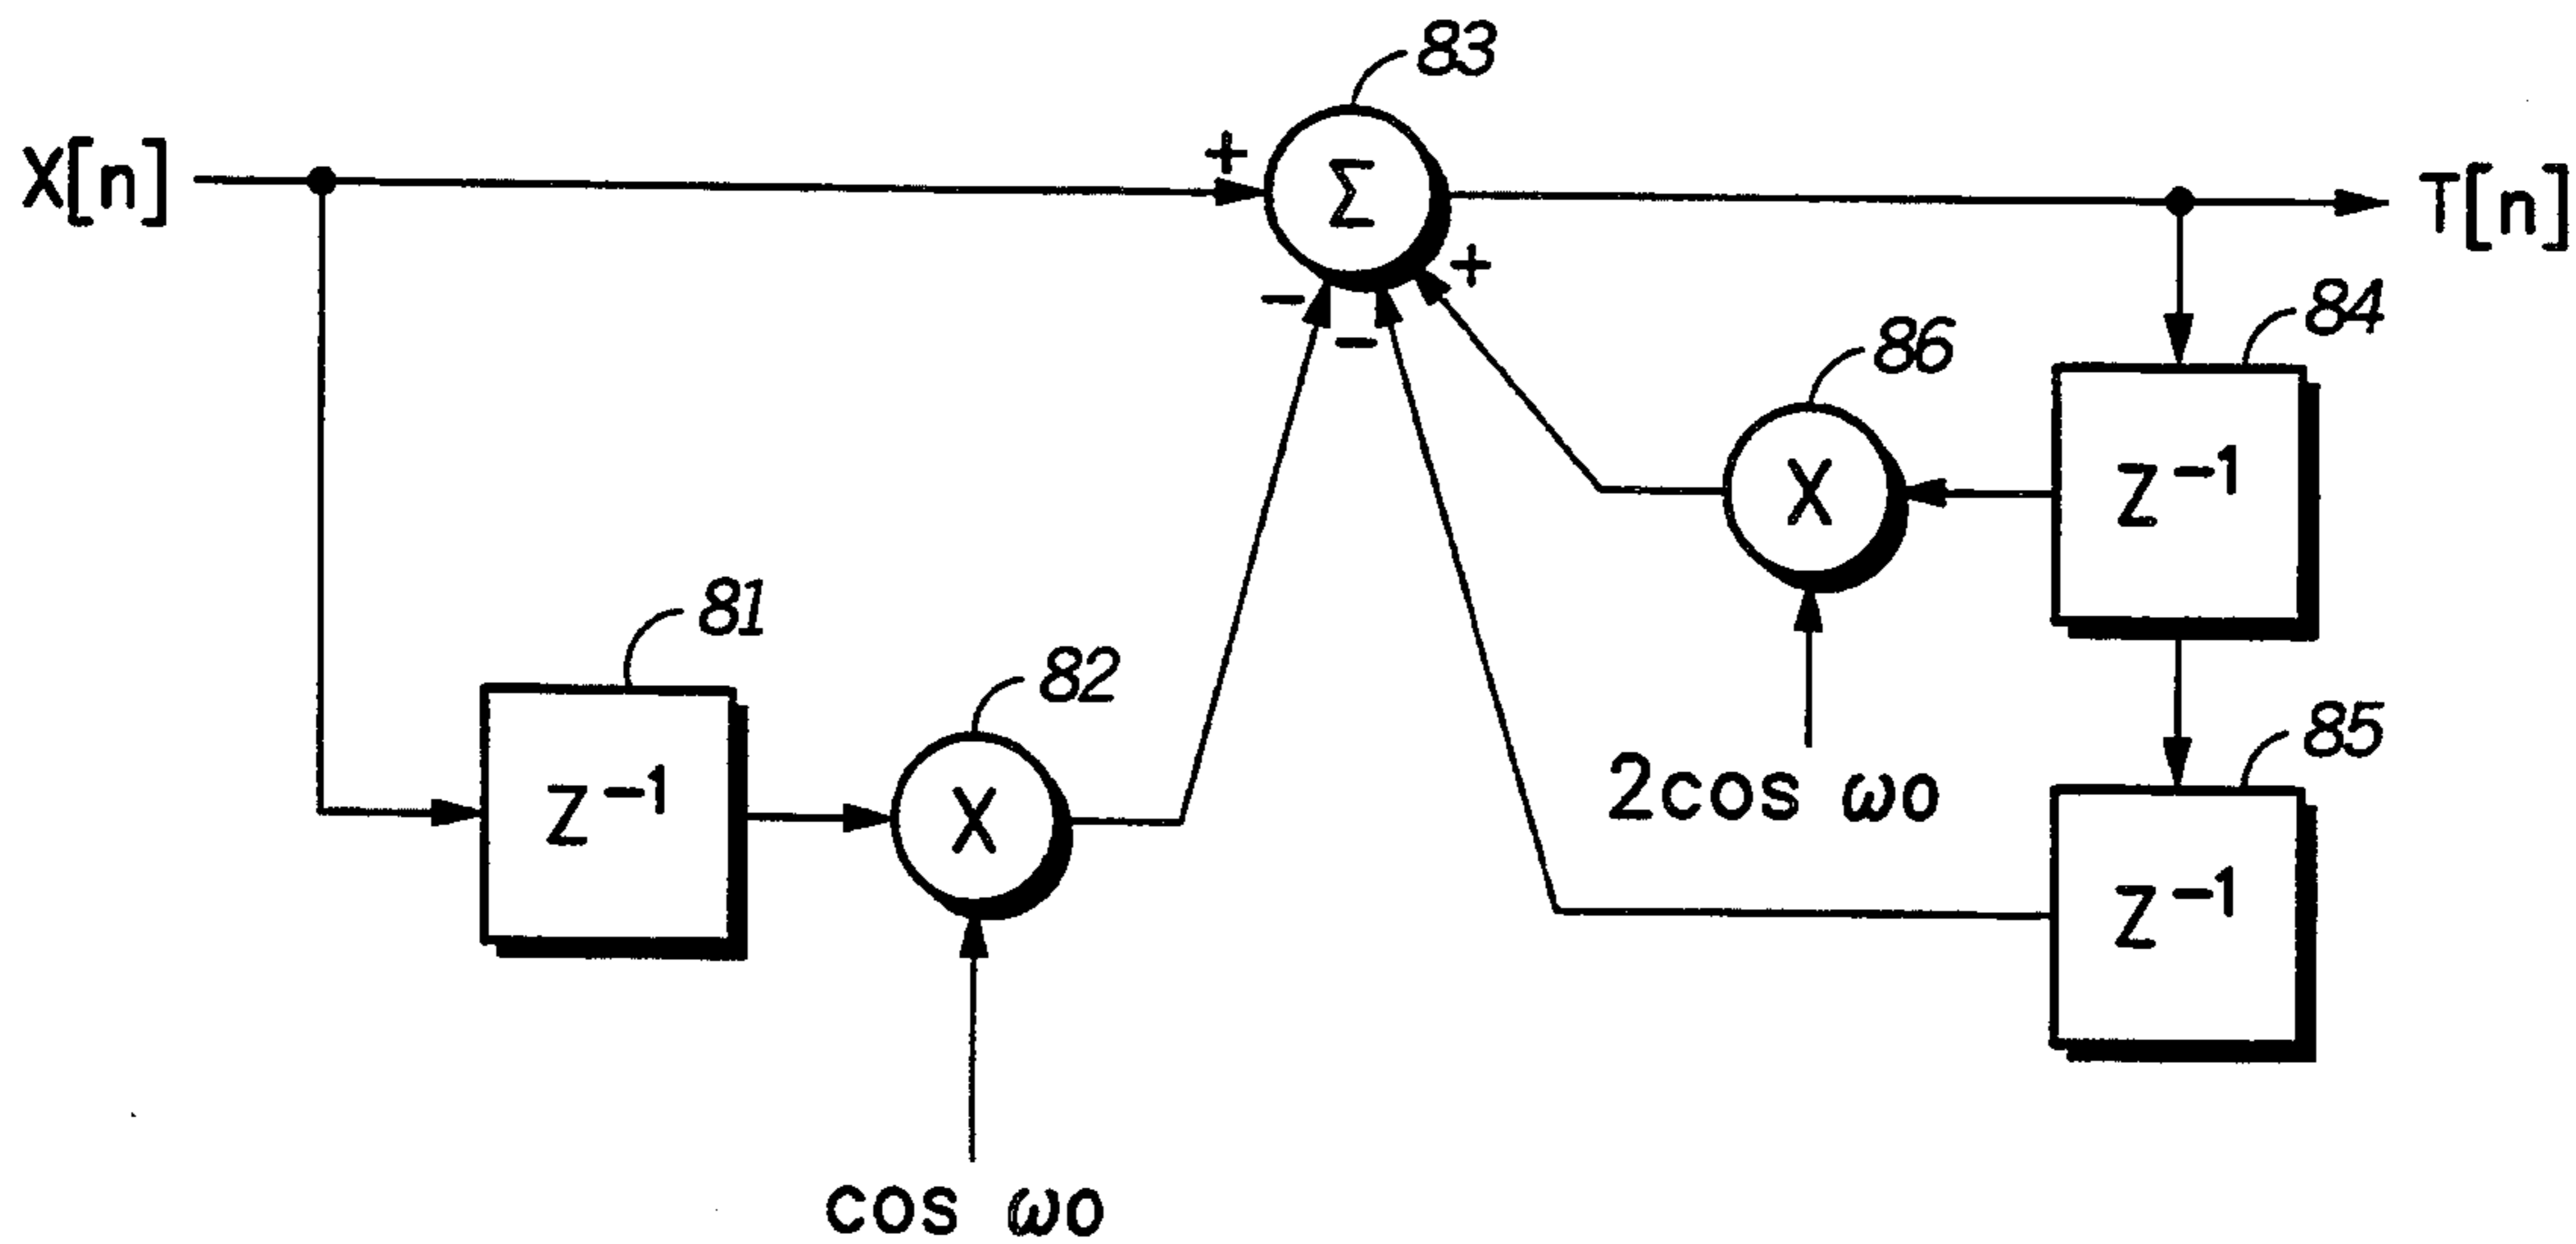 83
X[n]
+
Σ
T[n]
+
−
−
84
86
X
Z⁻¹
81
82
85
2cos ωo
Z⁻¹
X
Z⁻¹
cos ωo